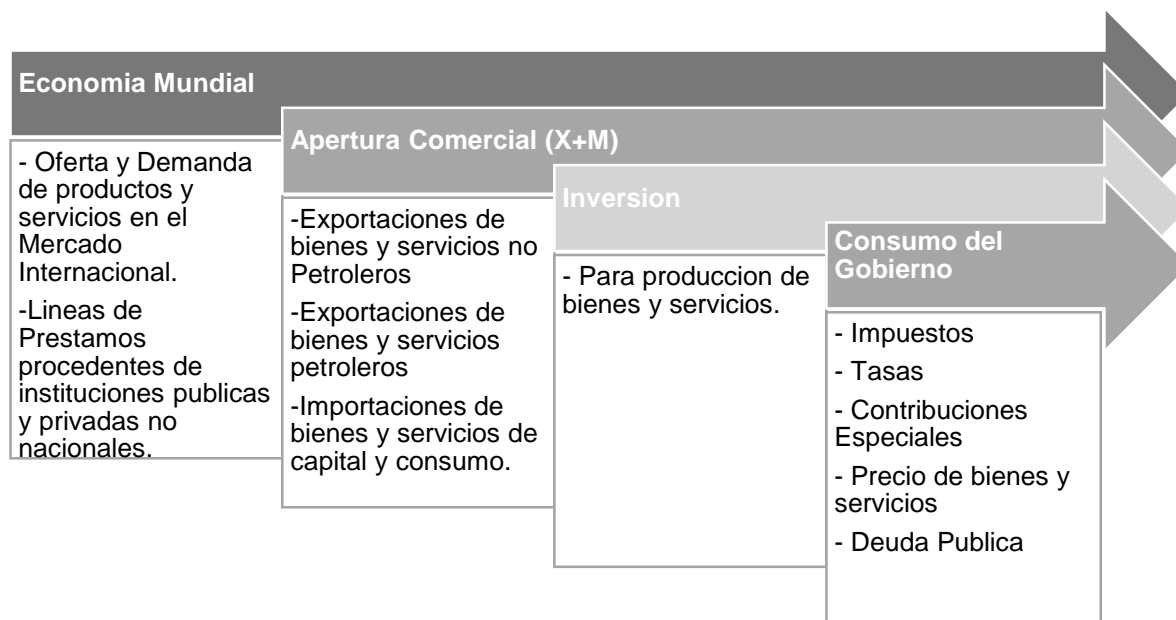 Economia Mundial
- Oferta y Demanda
de productos y
servicios en el
Mercado
Internacional.
-Lineas de
Prestamos
procedentes de
instituciones publicas
y privadas no
nacionales.
Apertura Comercial (X+M)
-Exportaciones de
bienes y servicios no
Petroleros
-Exportaciones de
bienes y servicios
petroleros
-Importaciones de
bienes y servicios de
capital y consumo.
Inversion
- Para produccion de
bienes y servicios.
Consumo del
Gobierno
- Impuestos
- Tasas
- Contribuciones
Especiales
- Precio de bienes y
servicios
- Deuda Publica